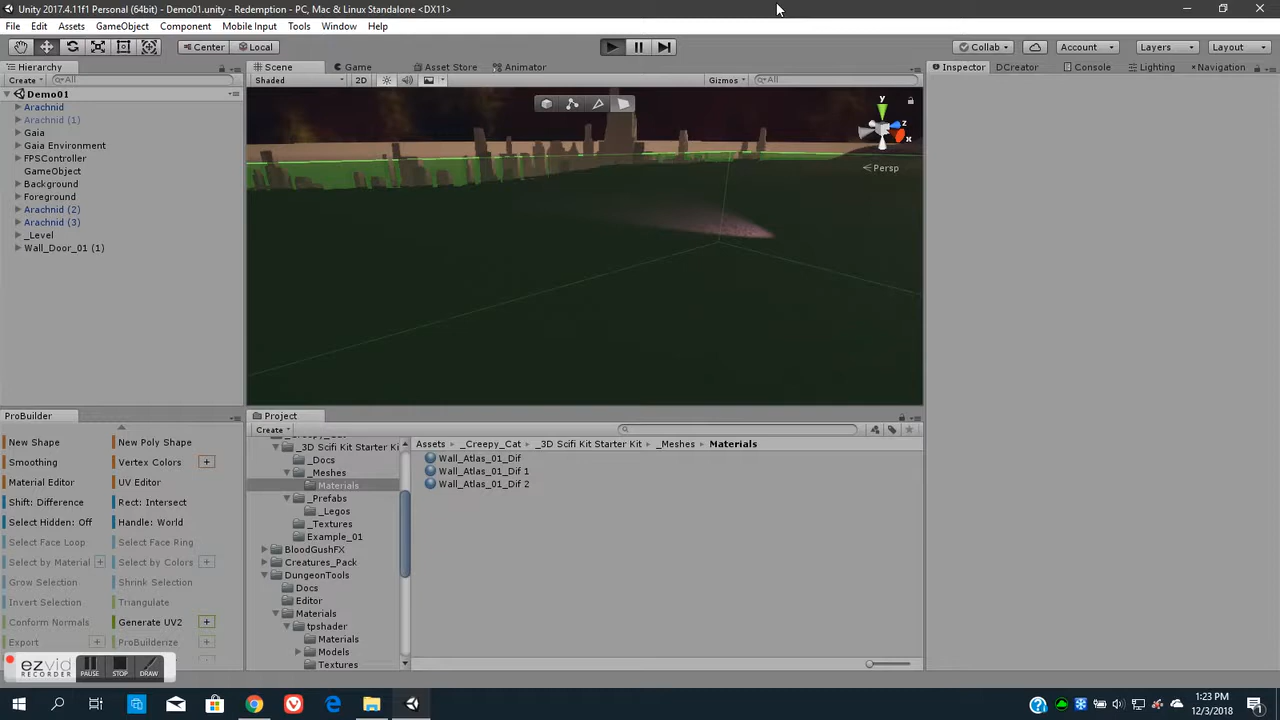 Unity 2017.4.11f1 Personal (64bit) - Demo01.unity - Redemption - PC, Mac & Linux Standalone <DX11>
File Edit Assets GameObject Component Mobile Input Tools Window Help
Center Local Collab Account Layers Layout
Hierarchy Scene Game Asset Store Animator Inspector DCreator Console Lighting Navigation
Create All Shaded 2D Gizmos All
Demo01
Arachnid
Arachnid (1)
Gaia
Gaia Environment
FPSController
GameObject
Background
Foreground
Arachnid (2)
Arachnid (3)
_Level
Wall_Door_01 (1)
y
z
x
Persp
ProBuilder
New Shape New Poly Shape
Smoothing Vertex Colors +
Material Editor UV Editor
Shift: Difference Rect: Intersect
Select Hidden: Off Handle: World
Select Face Loop Select Face Ring
Select by Material + Select by Colors +
Grow Selection Shrink Selection
Invert Selection Triangulate
Conform Normals Generate UV2 +
Export + ProBuilderize +
Project
Create
_3D Scifi Kit Starter Kit
_Docs
_Meshes
Materials
_Prefabs
_Legos
_Textures
Example_01
BloodGushFX
Creatures_Pack
DungeonTools
Docs
Editor
Materials
tpshader
Materials
Models
Textures
Assets _Creepy_Cat _3D Scifi Kit Starter Kit _Meshes Materials
Wall_Atlas_01_Dif
Wall_Atlas_01_Dif 1
Wall_Atlas_01_Dif 2
ezvid
RECORDER
PAUSE STOP DRAW
1:23 PM
12/3/2018
1